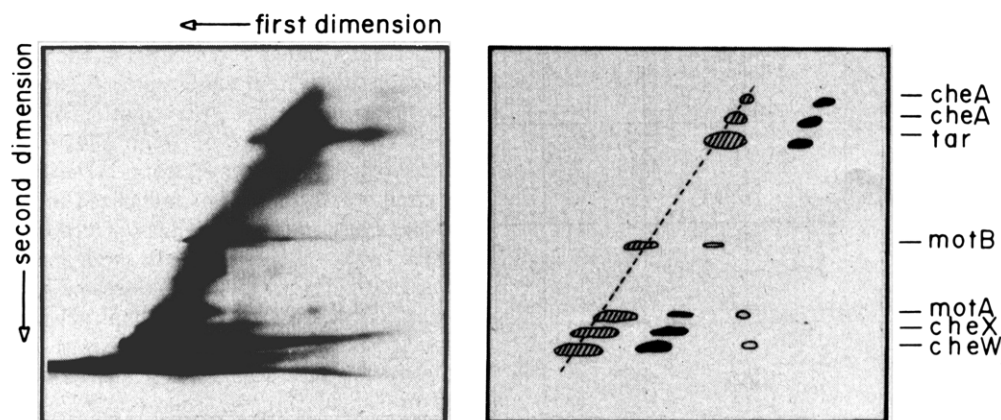 first dimension
second dimension
cheA
cheA
tar
motB
motA
cheX
cheW